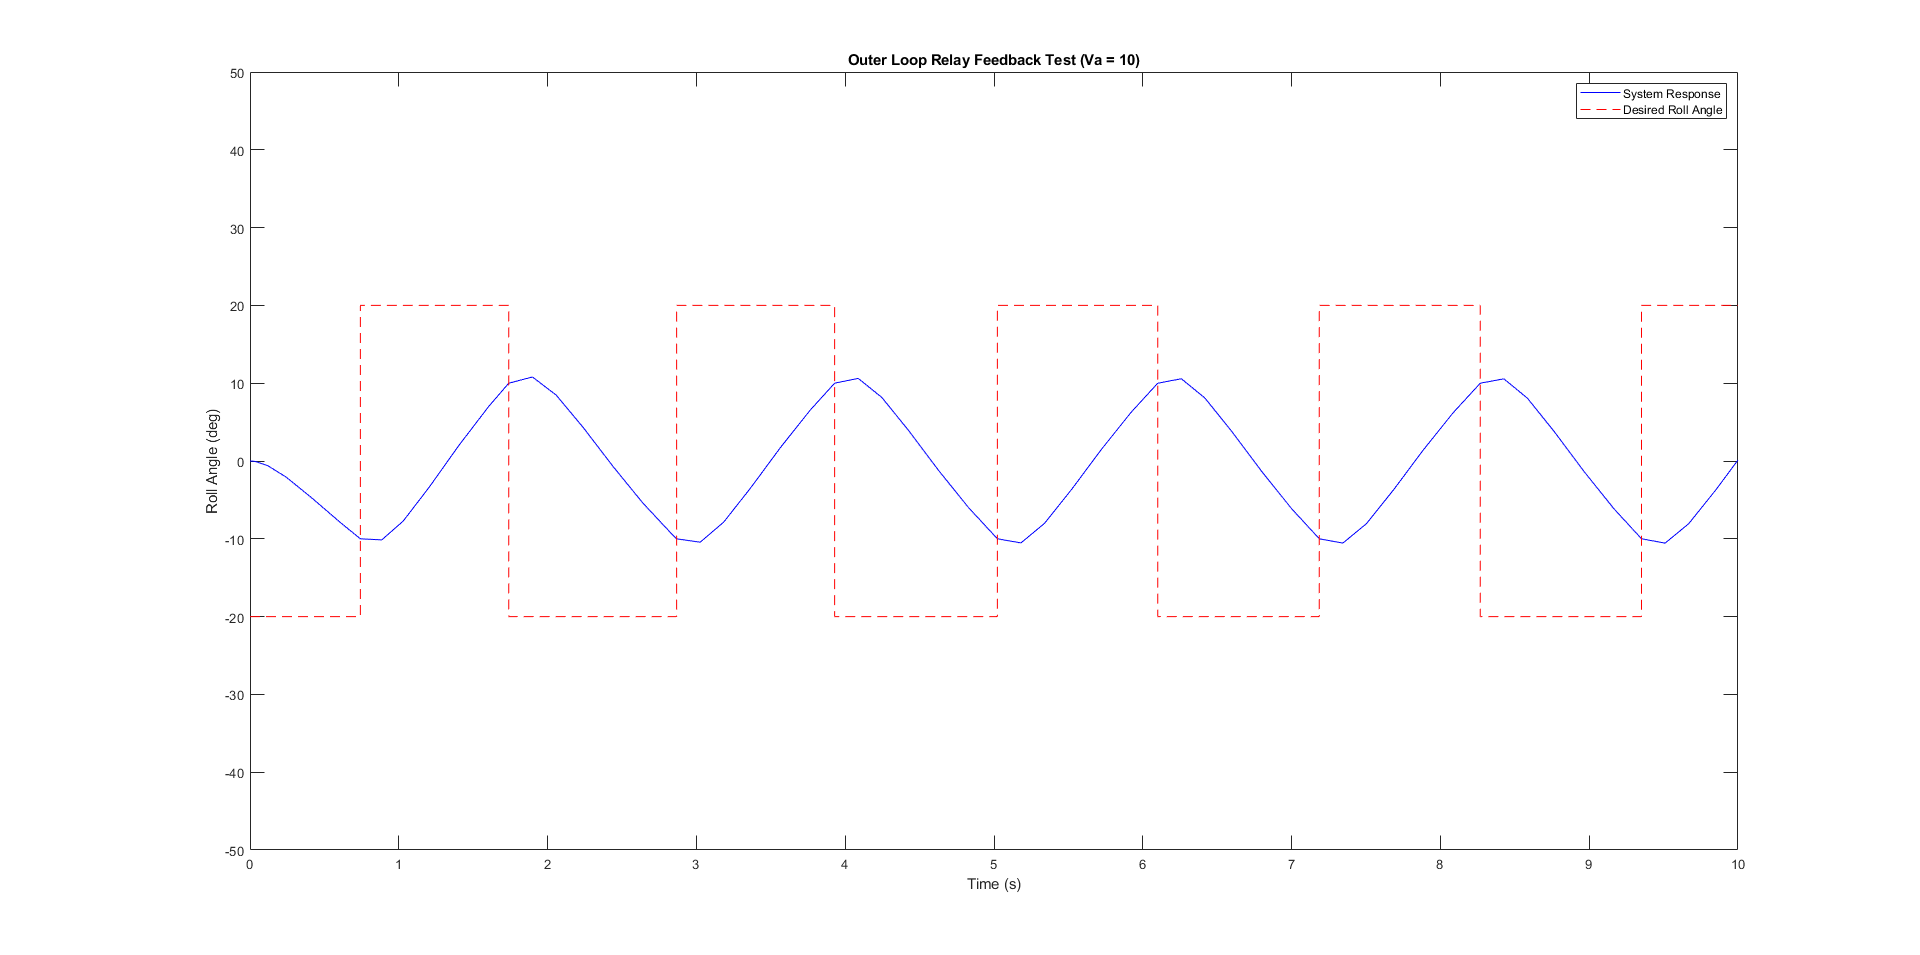 Outer Loop Relay Feedback Test (Va = 10)
System Response
Desired Roll Angle
50
40
30
20
10
0
-10
-20
-30
-40
-50
Roll Angle (deg)
0 1 2 3 4 5 6 7 8 9 10
Time (s)